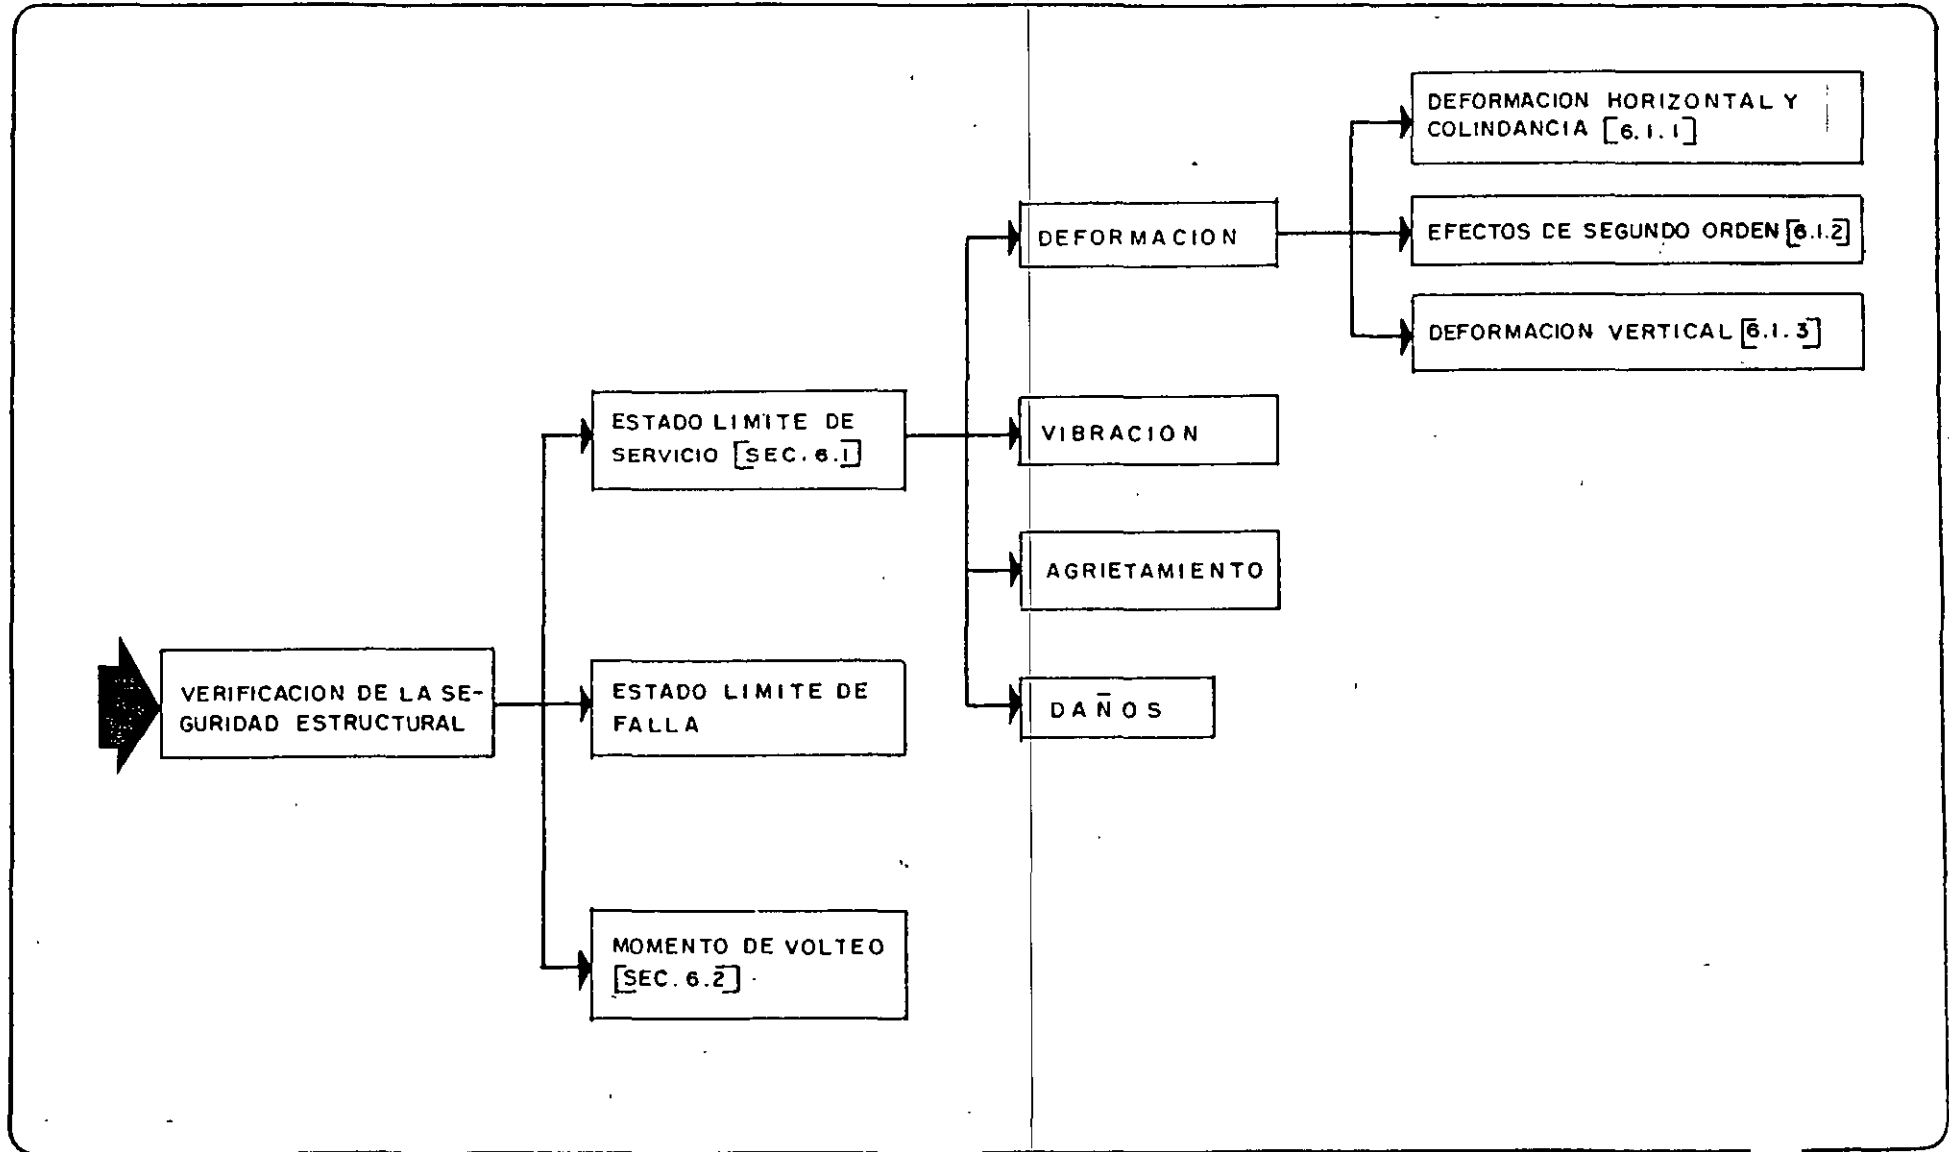 DEFORMACION HORIZONTAL Y
COLINDANCIA [6.1.1]
DEFORMACION
EFECTOS DE SEGUNDO ORDEN [6.1.2]
DEFORMACION VERTICAL [6.1.3]
ESTADO LIMITE DE
SERVICIO [SEC. 6.1]
VIBRACION
AGRIETAMIENTO
VERIFICACION DE LA SE-
GURIDAD ESTRUCTURAL
ESTADO LIMITE DE
FALLA
DAÑOS
MOMENTO DE VOLTEO
[SEC. 6.2]